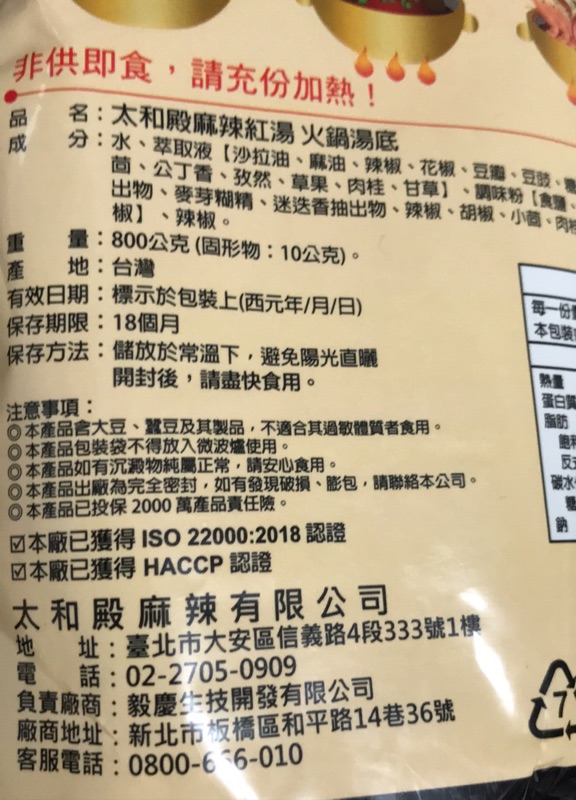 非供即食，請充份加熱！
品　　名：太和殿麻辣紅湯 火鍋湯底
成　　分：水、萃取液【沙拉油、麻油、辣椒、花椒、豆瓣、豆豉、
茴、公丁香、孜然、草果、肉桂、甘草】、調味粉【食鹽、
出物、麥芽糊精、迷迭香抽出物、辣椒、胡椒、小茴、肉桂
椒】、辣椒。
重　　量：800公克 (固形物：10公克)。
產　　地：台灣
有效日期：標示於包裝上(西元年/月/日)
保存期限：18個月
保存方法：儲放於常溫下，避免陽光直曬
開封後，請盡快食用。
注意事項：
◎本產品含大豆、蠶豆及其製品，不適合其過敏體質者食用。
◎本產品包裝袋不得放入微波爐使用。
◎本產品如有沉澱物純屬正常，請安心食用。
◎本產品出廠為完全密封，如有發現破損、膨包，請聯絡本公司。
◎本產品已投保 2000 萬產品責任險。
☑本廠已獲得 ISO 22000:2018 認證
☑本廠已獲得 HACCP 認證
太和殿麻辣有限公司
地　　址：臺北市大安區信義路4段333號1樓
電　　話：02-2705-0909
負責廠商：毅慶生技開發有限公司
廠商地址：新北市板橋區和平路14巷36號
客服電話：0800-666-010
每一份
本包裝
熱量
蛋白質
脂肪
飽和
反式
碳水
糖
鈉
7